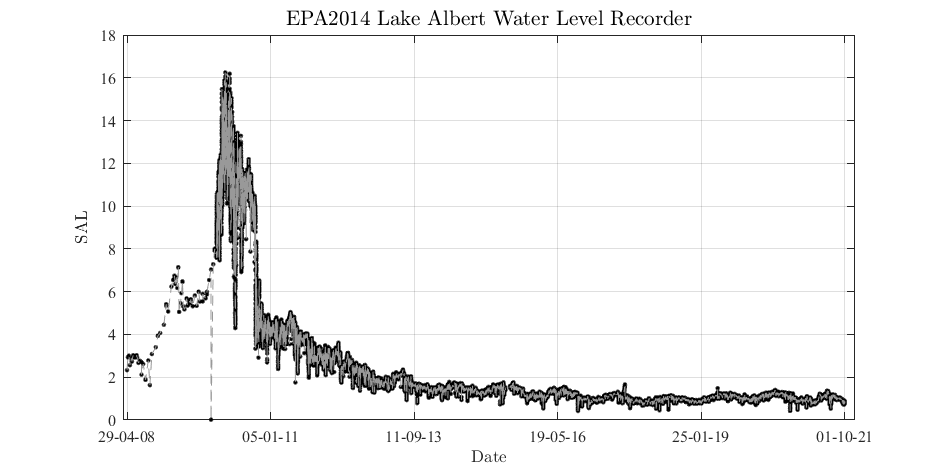 EPA2014 Lake Albert Water Level Recorder
18
16
14
12
10
8
6
4
2
0
SAL
29-04-08 05-01-11 11-09-13 19-05-16 25-01-19 01-10-21
Date